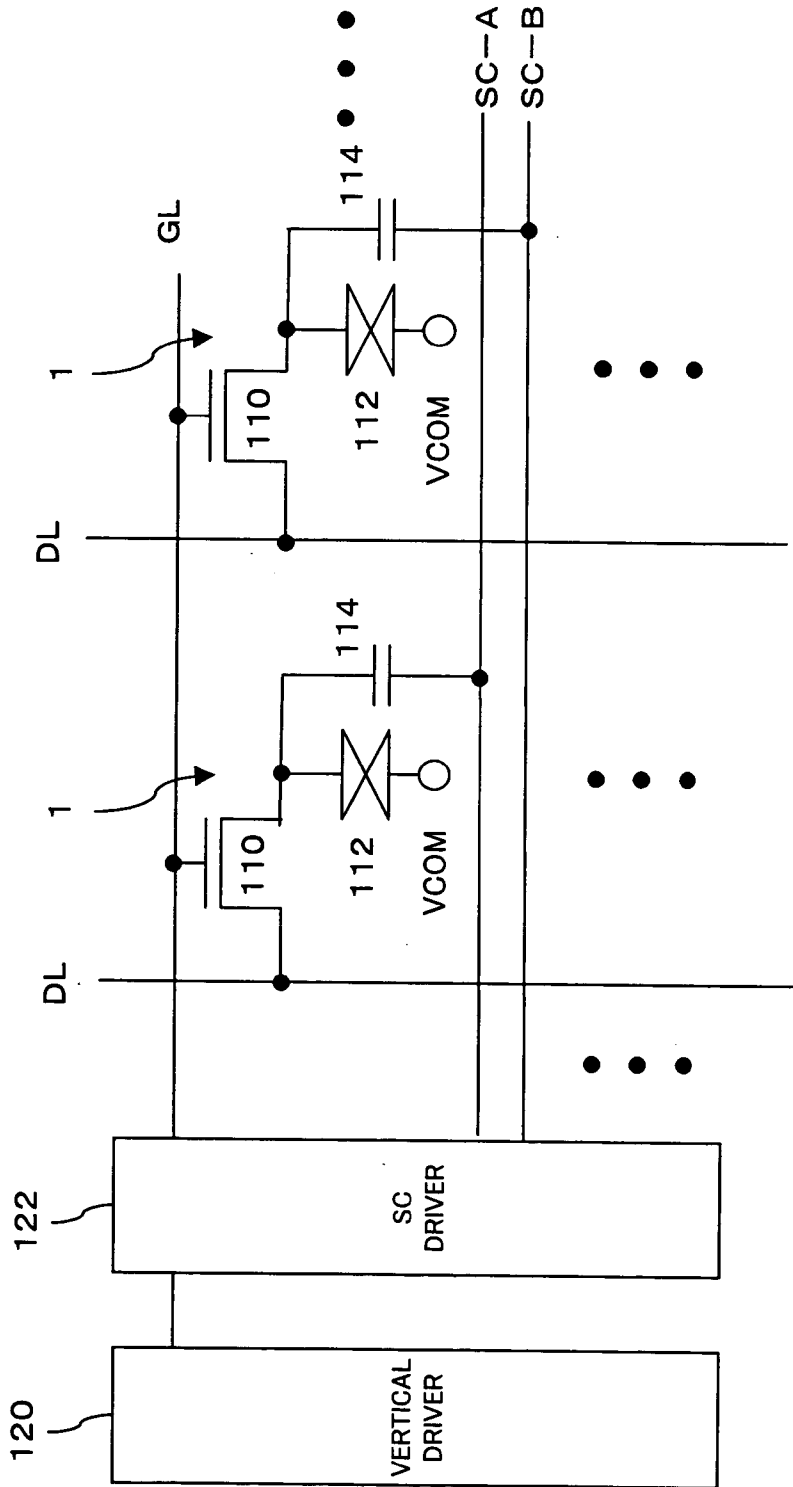 120
122
VERTICAL
DRIVER
SC
DRIVER
DL
1
110
112
VCOM
114
DL
1
110
112
VCOM
114
GL
SC-A
SC-B